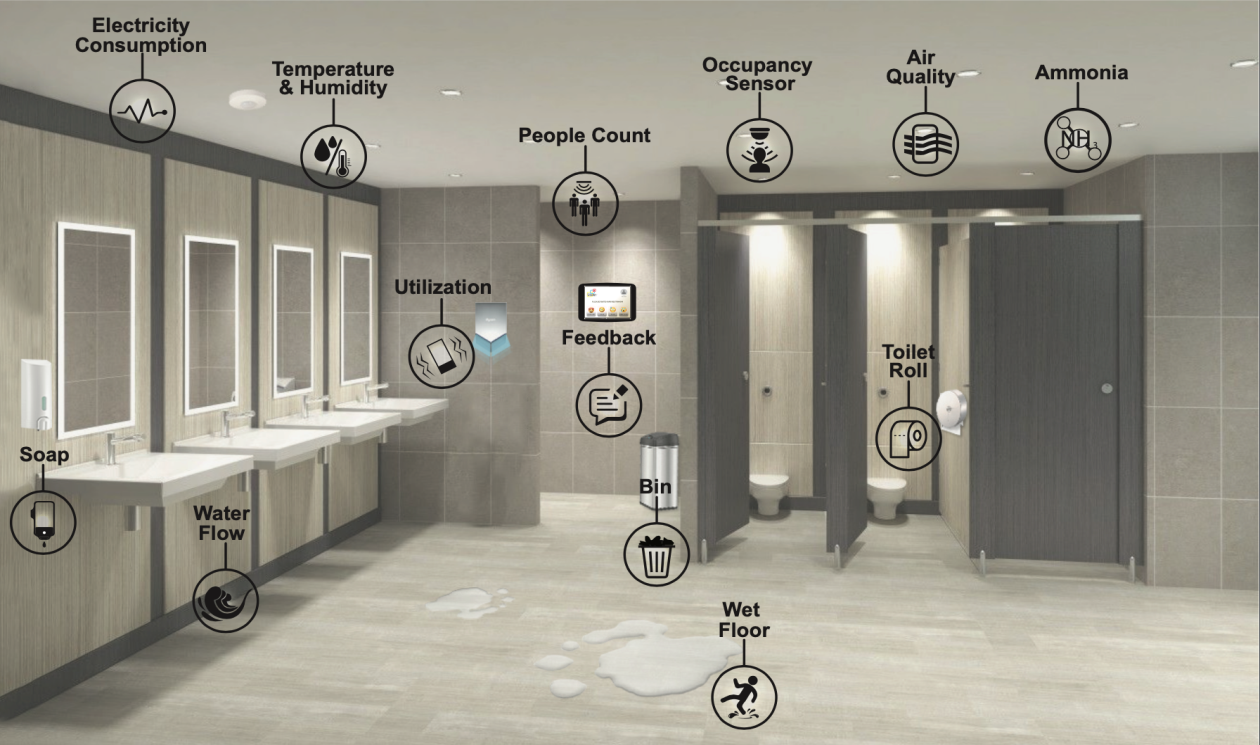 Electricity
Consumption
Temperature
& Humidity
People Count
Occupancy
Sensor
Air
Quality
Ammonia
NH3
Utilization
Feedback
Toilet
Roll
Soap
Water
Flow
Bin
Wet
Floor